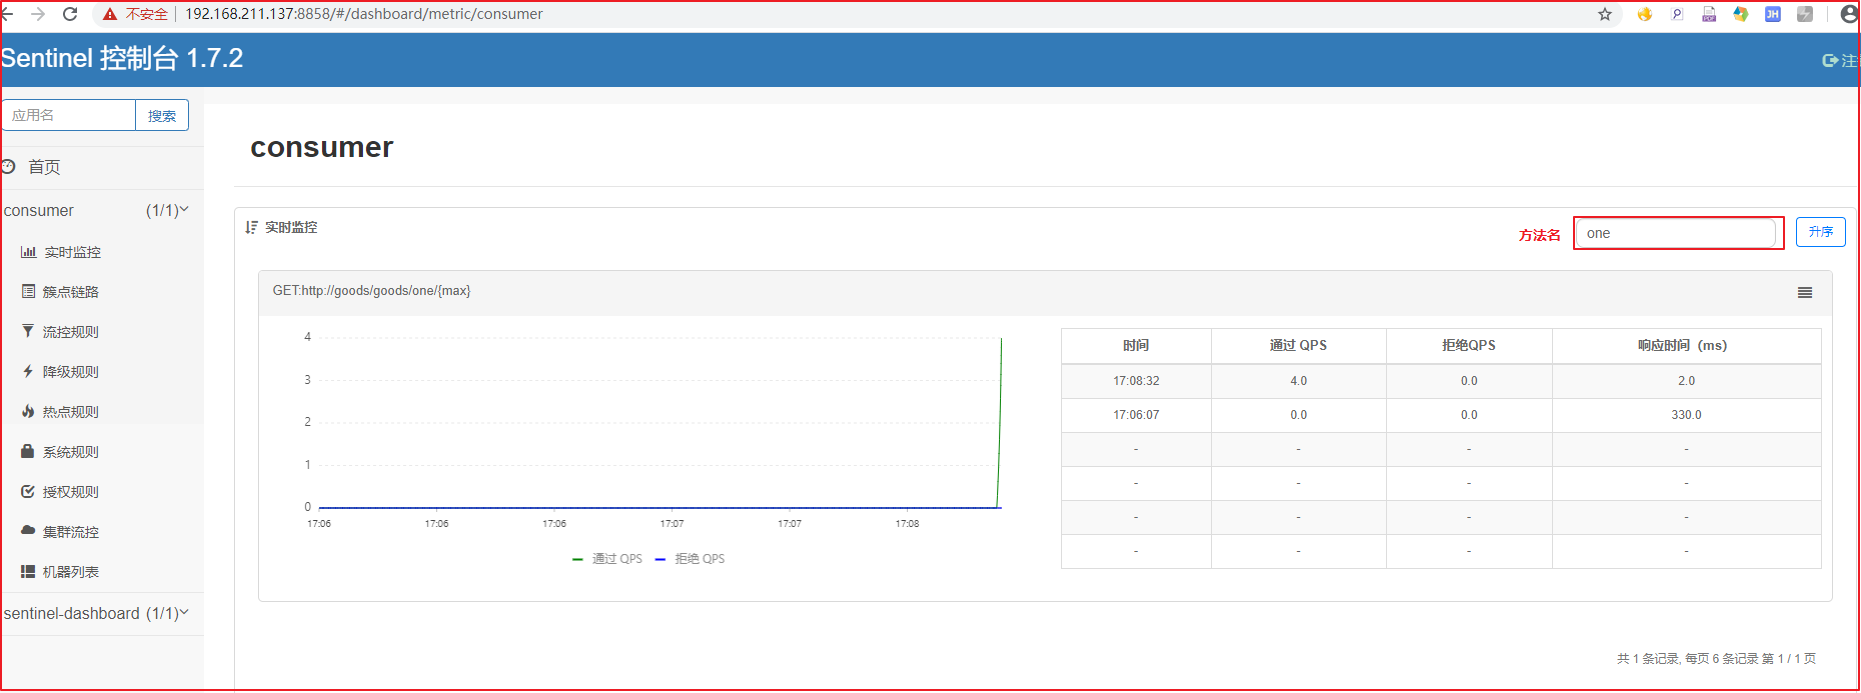 不安全 192.168.211.137:8858/#/dashboard/metric/consumer
Sentinel 控制台 1.7.2
注
应用名 搜索
首页
consumer (1/1)
实时监控
簇点链路
流控规则
降级规则
热点规则
系统规则
授权规则
集群流控
机器列表
sentinel-dashboard (1/1)
consumer
实时监控
方法名 one 升序
GET:http://goods/goods/one/{max}
4
3
2
1
0
17:06 17:06 17:06 17:07 17:07 17:08
通过 QPS 拒绝 QPS
时间 通过 QPS 拒绝QPS 响应时间（ms）
17:08:32 4.0 0.0 2.0
17:06:07 0.0 0.0 330.0
- - - -
- - - -
- - - -
- - - -
共 1 条记录, 每页 6 条记录 第 1 / 1 页